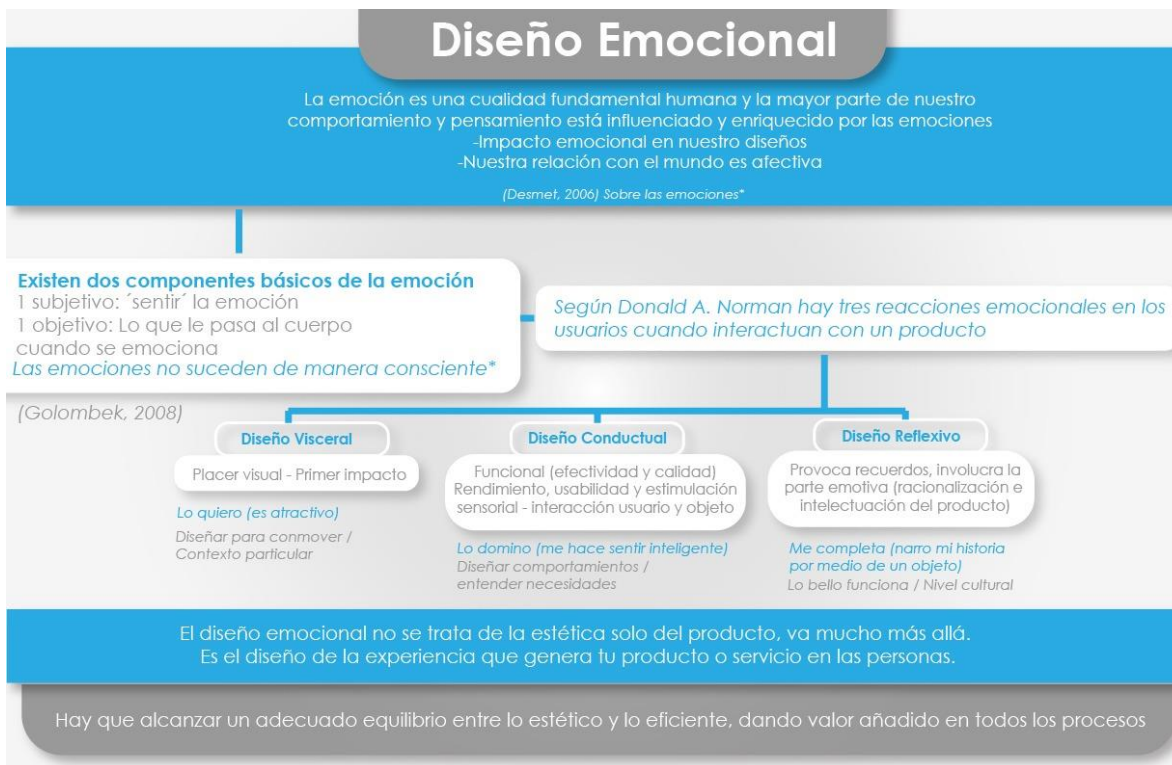 Diseño Emocional
La emoción es una cualidad fundamental humana y la mayor parte de nuestro
comportamiento y pensamiento está influenciado y enriquecido por las emociones
-Impacto emocional en nuestro diseños
-Nuestra relación con el mundo es afectiva
(Desmet, 2006) Sobre las emociones*
Existen dos componentes básicos de la emoción
1 subjetivo: ´sentir´ la emoción
1 objetivo: Lo que le pasa al cuerpo
cuando se emociona
Las emociones no suceden de manera consciente*
(Golombek, 2008)
Según Donald A. Norman hay tres reacciones emocionales en los
usuarios cuando interactuan con un producto
Diseño Visceral
Placer visual - Primer impacto
Lo quiero (es atractivo)
Diseñar para conmover /
Contexto particular
Diseño Conductual
Funcional (efectividad y calidad)
Rendimiento, usabilidad y estimulación
sensorial - interacción usuario y objeto
Lo domino (me hace sentir inteligente)
Diseñar comportamientos /
entender necesidades
Diseño Reflexivo
Provoca recuerdos, involucra la
parte emotiva (racionalización e
intelectuación del producto)
Me completa (narro mi historia
por medio de un objeto)
Lo bello funciona / Nivel cultural
El diseño emocional no se trata de la estética solo del producto, va mucho más allá.
Es el diseño de la experiencia que genera tu producto o servicio en las personas.
Hay que alcanzar un adecuado equilibrio entre lo estético y lo eficiente, dando valor añadido en todos los procesos